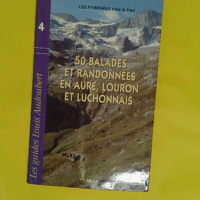 LES PYRÉNÉES PAS À PAS
4
50 BALADES
ET RANDONNÉES
EN AURE, LOURON
ET LUCHONNAIS
Les guides Louis Audoubert